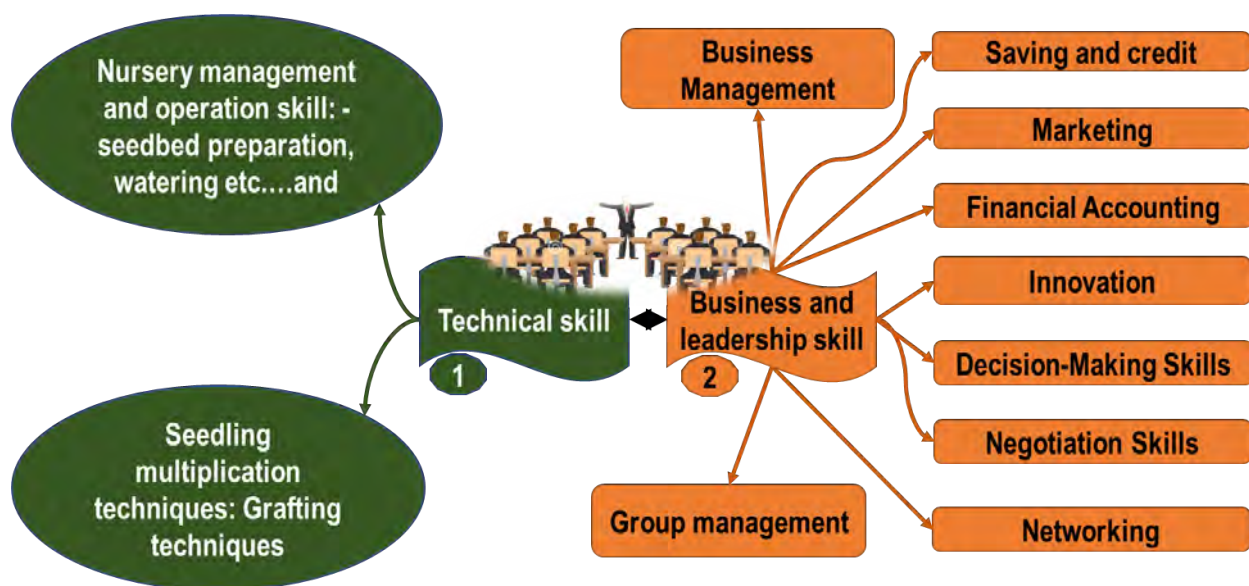 Nursery management
and operation skill: -
seedbed preparation,
watering etc....and
Seedling
multiplication
techniques: Grafting
techniques
Technical skill
1
Business and
leadership skill
2
Business
Management
Group management
Saving and credit
Marketing
Financial Accounting
Innovation
Decision-Making Skills
Negotiation Skills
Networking